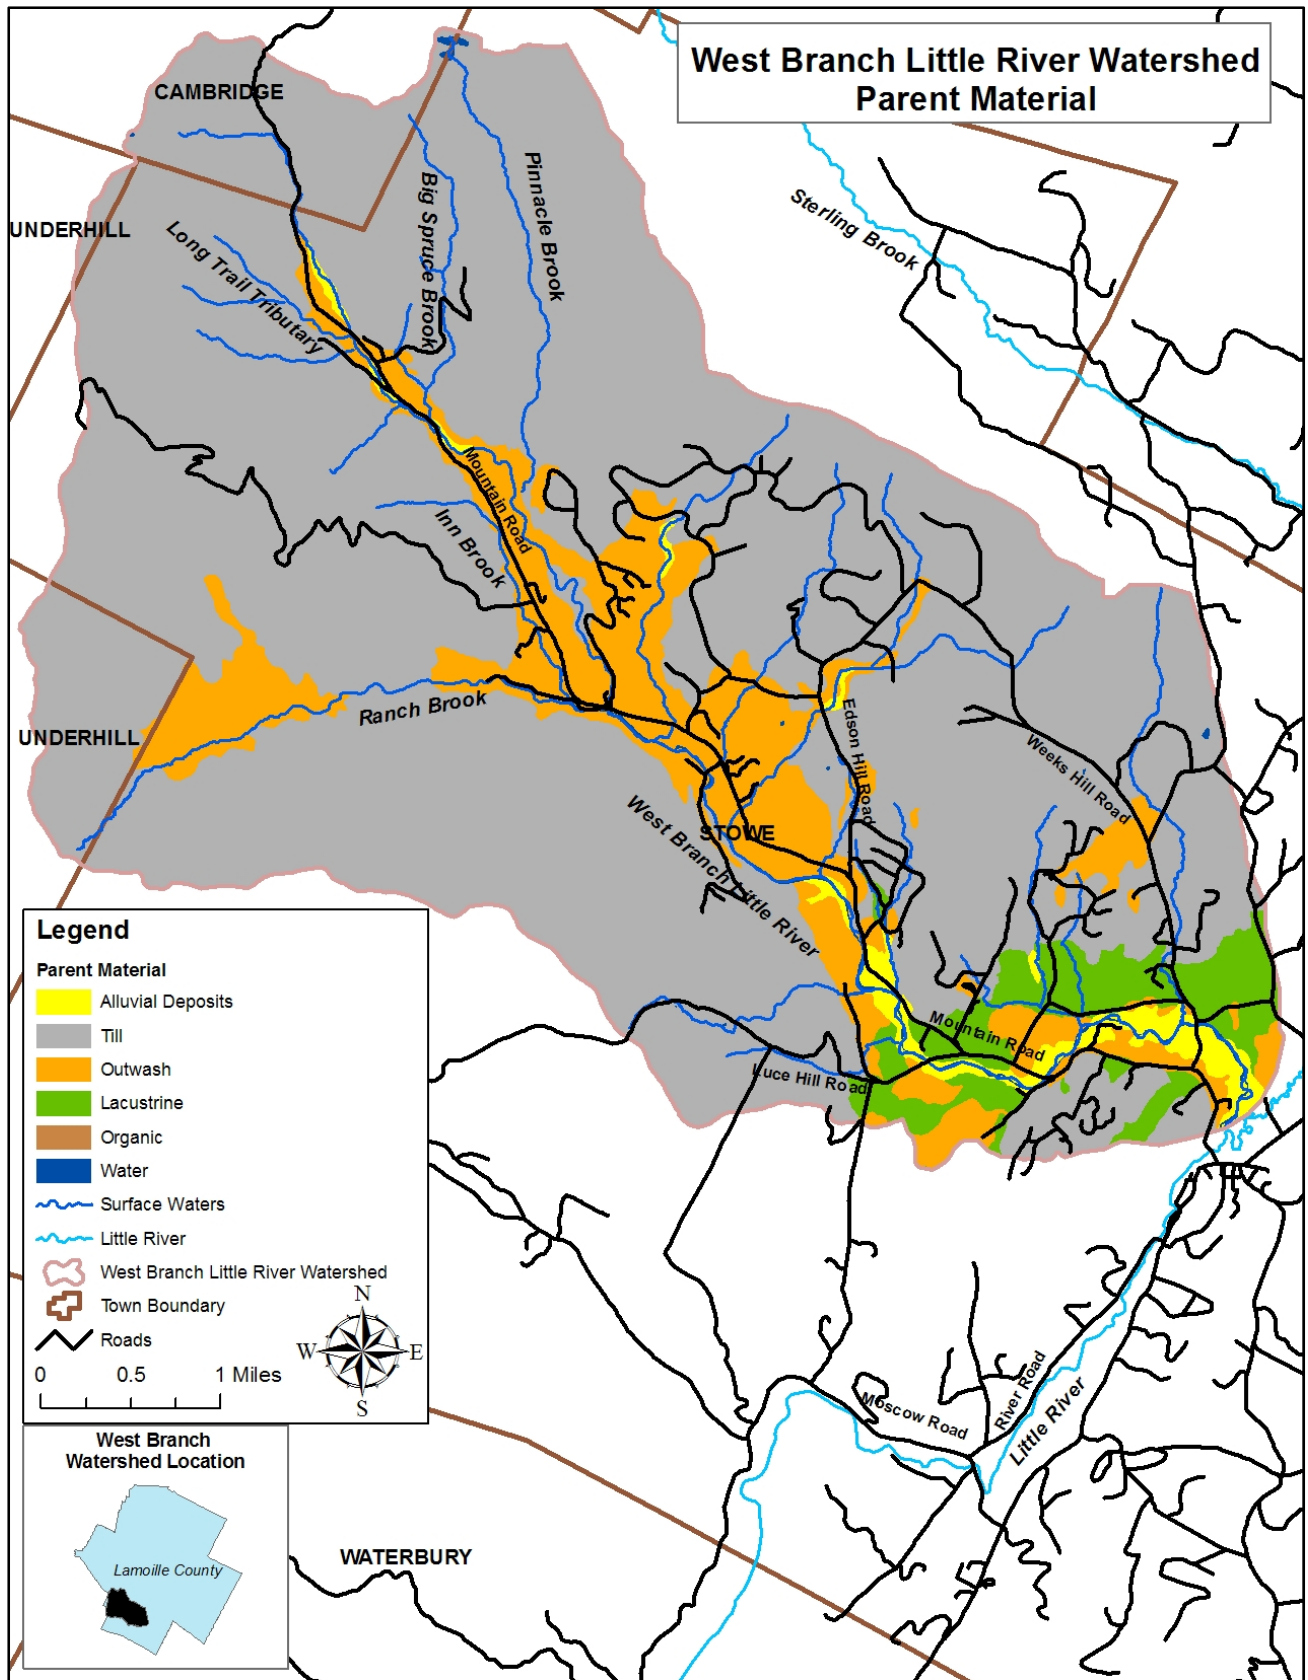 West Branch Little River Watershed
Parent Material
CAMBRIDGE
UNDERHILL
Long Trail Tributary
Big Spruce Brook
Pinnacle Brook
Sterling Brook
Mountain Road
Inn Brook
Ranch Brook
UNDERHILL
Edson Hill Road
Weeks Hill Road
STOWE
West Branch Little River
Mountain Road
Luce Hill Road
Legend
Parent Material
Alluvial Deposits
Till
Outwash
Lacustrine
Organic
Water
Surface Waters
Little River
West Branch Little River Watershed
Town Boundary
Roads
N
W
E
S
0 0.5 1 Miles
River Road
Little River
Moscow Road
West Branch
Watershed Location
Lamoille County
WATERBURY